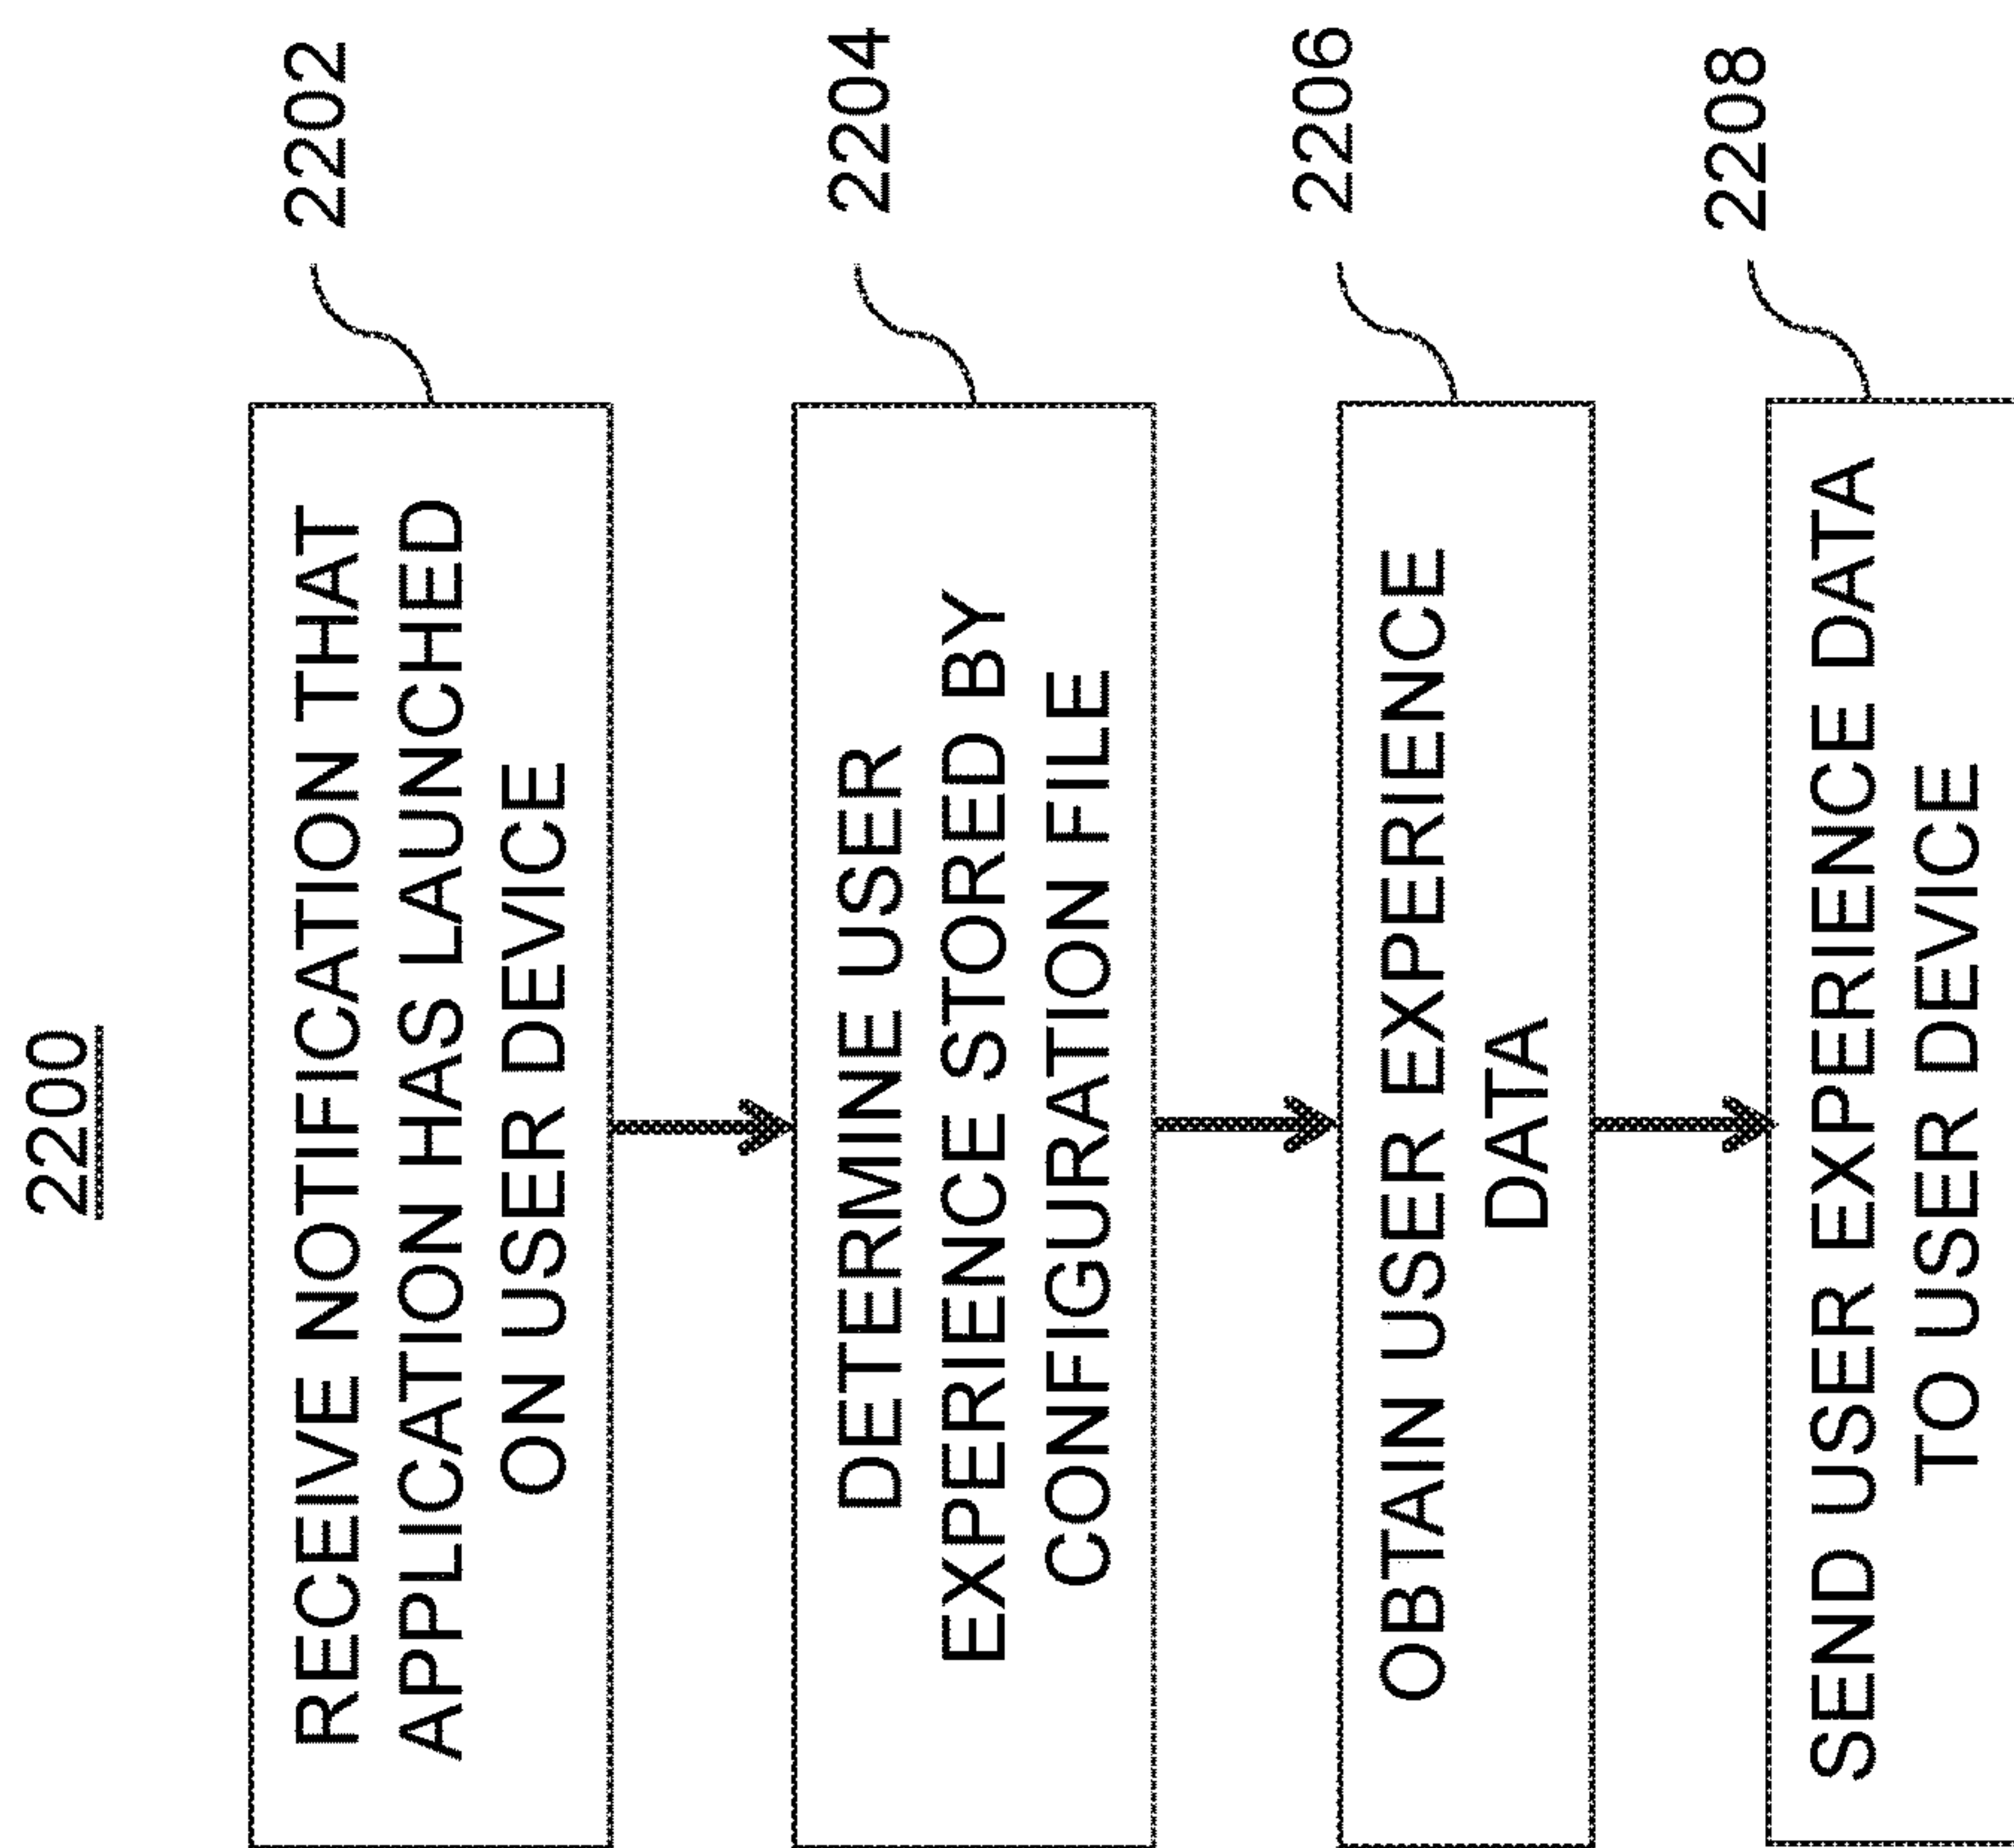 2200
RECEIVE NOTIFICATION THAT
APPLICATION HAS LAUNCHED
ON USER DEVICE
2202
DETERMINE USER
EXPERIENCE STORED BY
CONFIGURATION FILE
2204
OBTAIN USER EXPERIENCE
DATA
2206
SEND USER EXPERIENCE DATA
TO USER DEVICE
2208